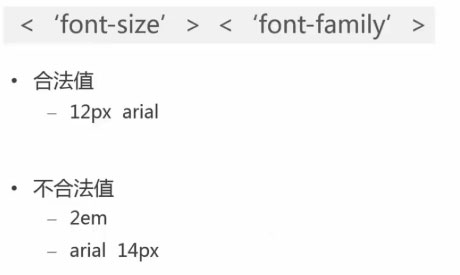 < ‘font-size’ > < ‘font-family’ >
• 合法值
– 12px arial
• 不合法值
– 2em
– arial 14px